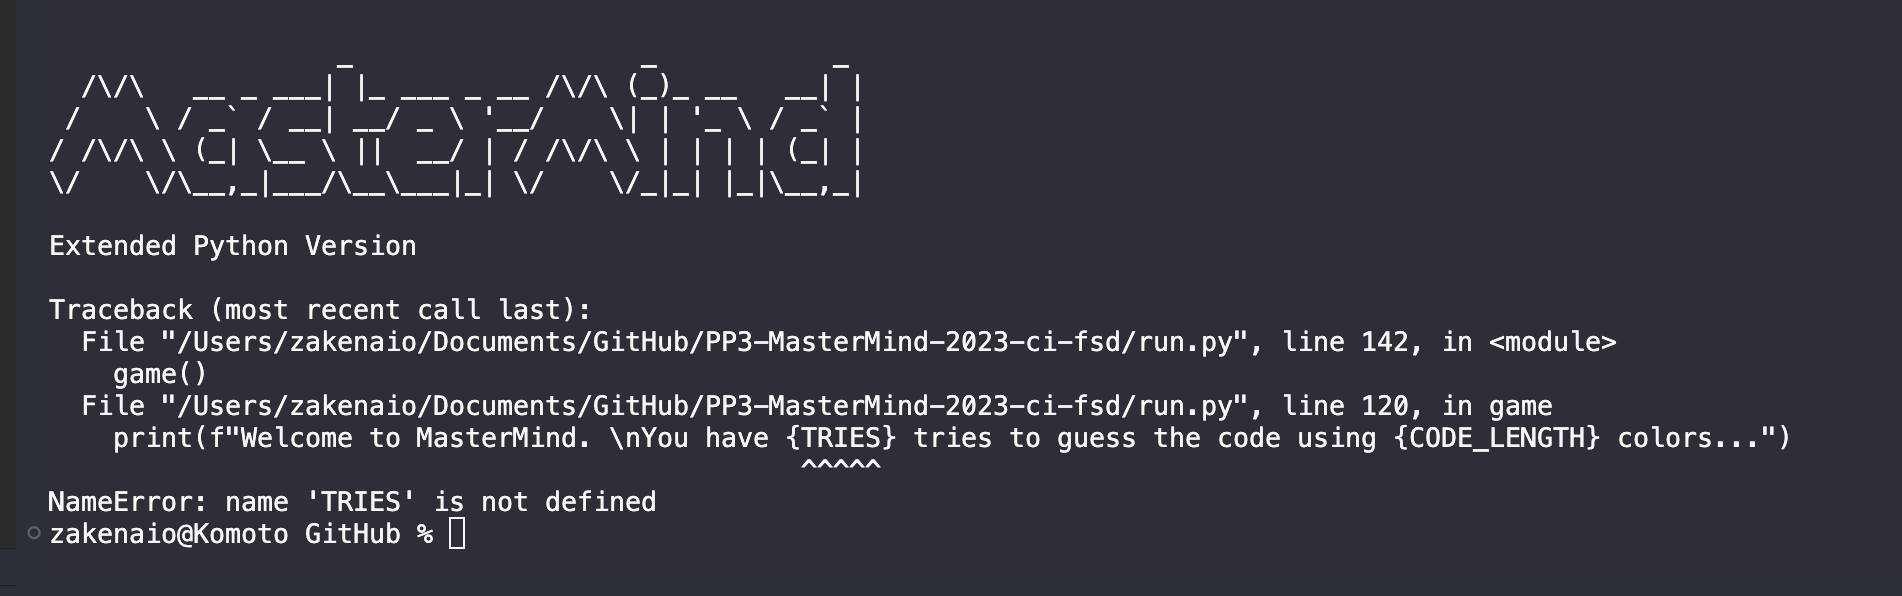 _                  _           _
  /\/\   __ _ ___| |_ ___ _ __ /\/\ (_)_ __   __| |
 /    \ / _` / __| __/ _ \ '__/    \| | '_ \ / _` |
/ /\/\ \ (_| \__ \ ||  __/ | / /\/\ \ | | | | (_| |
\/    \/\__,_|___/\__\___|_| \/    \/_|_| |_|\__,_|
Extended Python Version
Traceback (most recent call last):
  File "/Users/zakenaio/Documents/GitHub/PP3-MasterMind-2023-ci-fsd/run.py", line 142, in <module>
    game()
  File "/Users/zakenaio/Documents/GitHub/PP3-MasterMind-2023-ci-fsd/run.py", line 120, in game
    print(f"Welcome to MasterMind. \nYou have {TRIES} tries to guess the code using {CODE_LENGTH} colors...")
                                               ^^^^^
NameError: name 'TRIES' is not defined
zakenaio@Komoto GitHub %